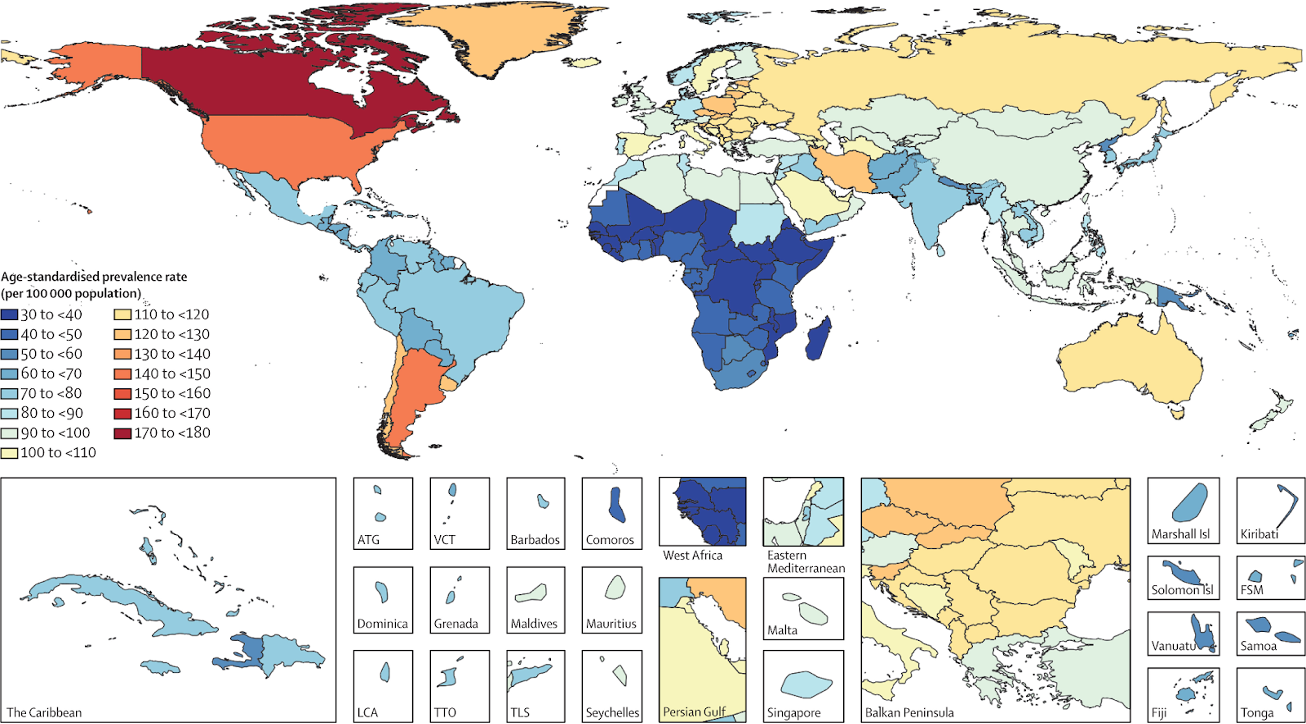 Age-standardised prevalence rate
(per 100 000 population)
30 to <40
40 to <50
50 to <60
60 to <70
70 to <80
80 to <90
90 to <100
100 to <110
110 to <120
120 to <130
130 to <140
140 to <150
150 to <160
160 to <170
170 to <180
The Caribbean
ATG
VCT
Barbados
Comoros
Dominica
Grenada
Maldives
Mauritius
LCA
TTO
TLS
Seychelles
West Africa
Eastern
Mediterranean
Persian Gulf
Malta
Singapore
Balkan Peninsula
Marshall Isl
Kiribati
Solomon Isl
FSM
Vanuatu
Samoa
Fiji
Tonga